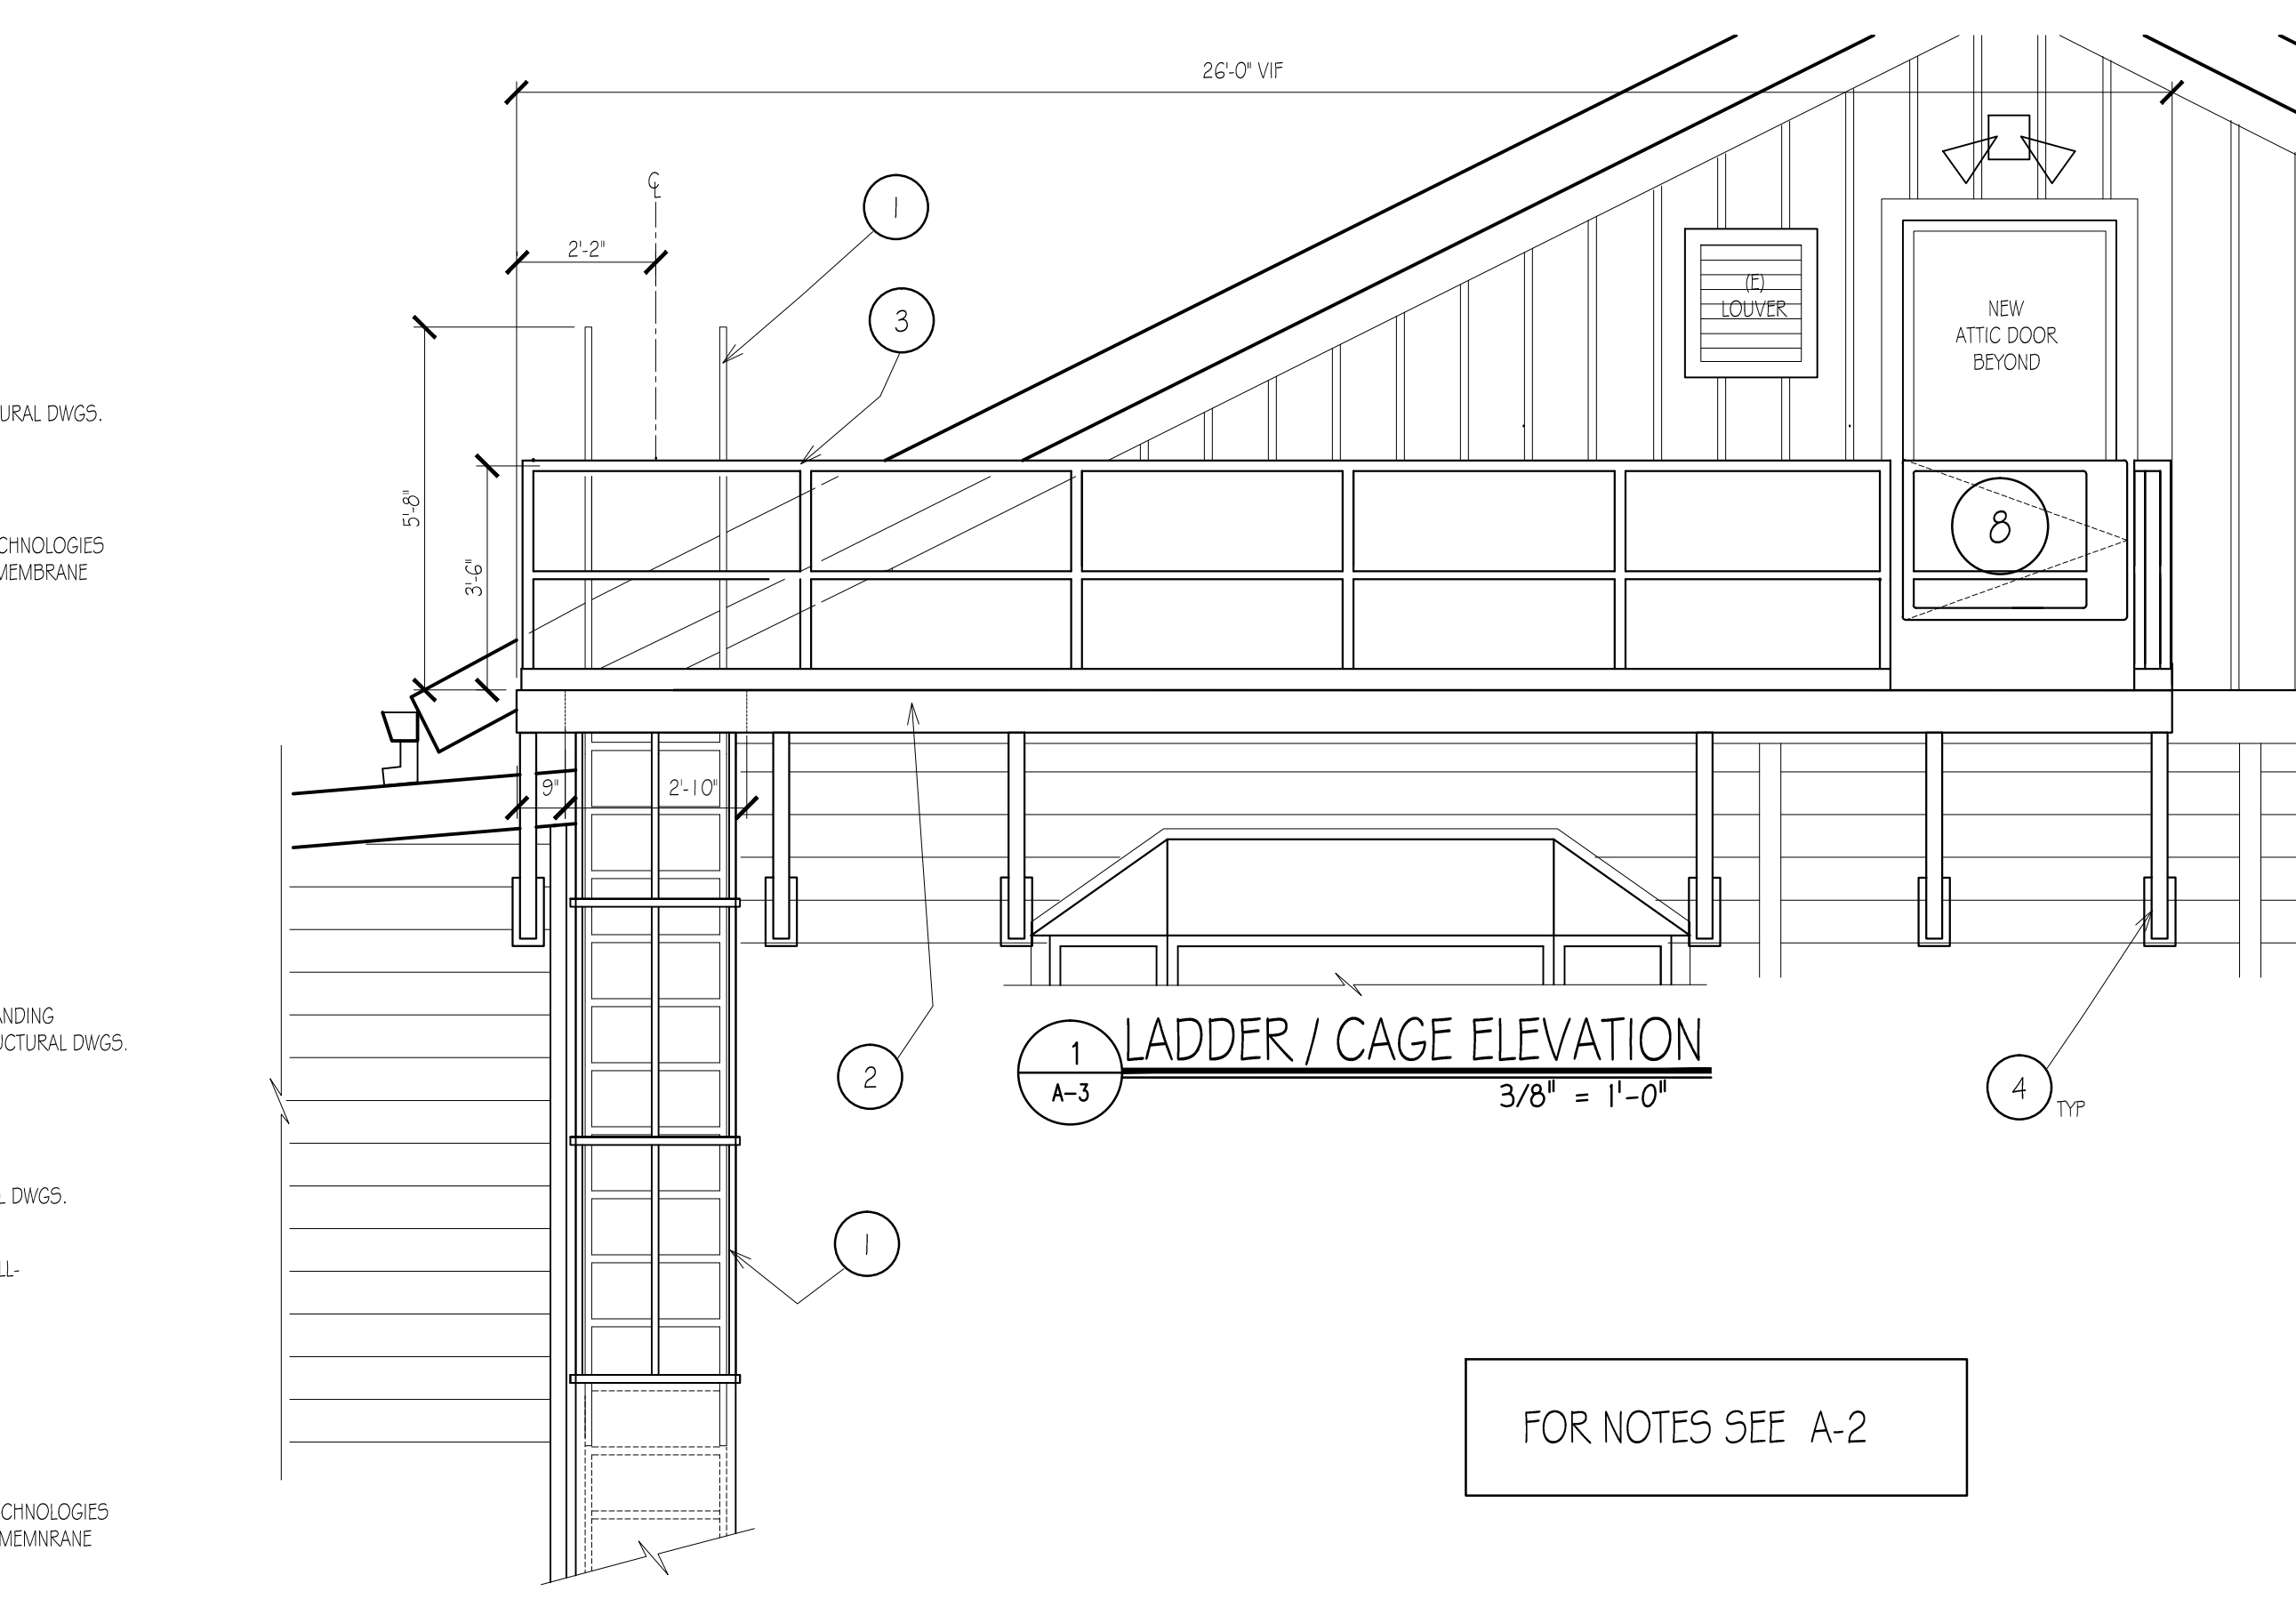 26'-0" VIF
℄
2'-2"
1
3
5'-8"
3'-6"
(E)
LOUVER
NEW
ATTIC DOOR
BEYOND
8
URAL DWGS.
CHNOLOGIES
MEMBRANE
9"
2'-10"
NDING
UCTURAL DWGS.
2
1
A-3
LADDER / CAGE ELEVATION
3/8" = 1'-0"
4
TYP
L DWGS.
LL-
1
FOR NOTES SEE A-2
CHNOLOGIES
MEMNRANE